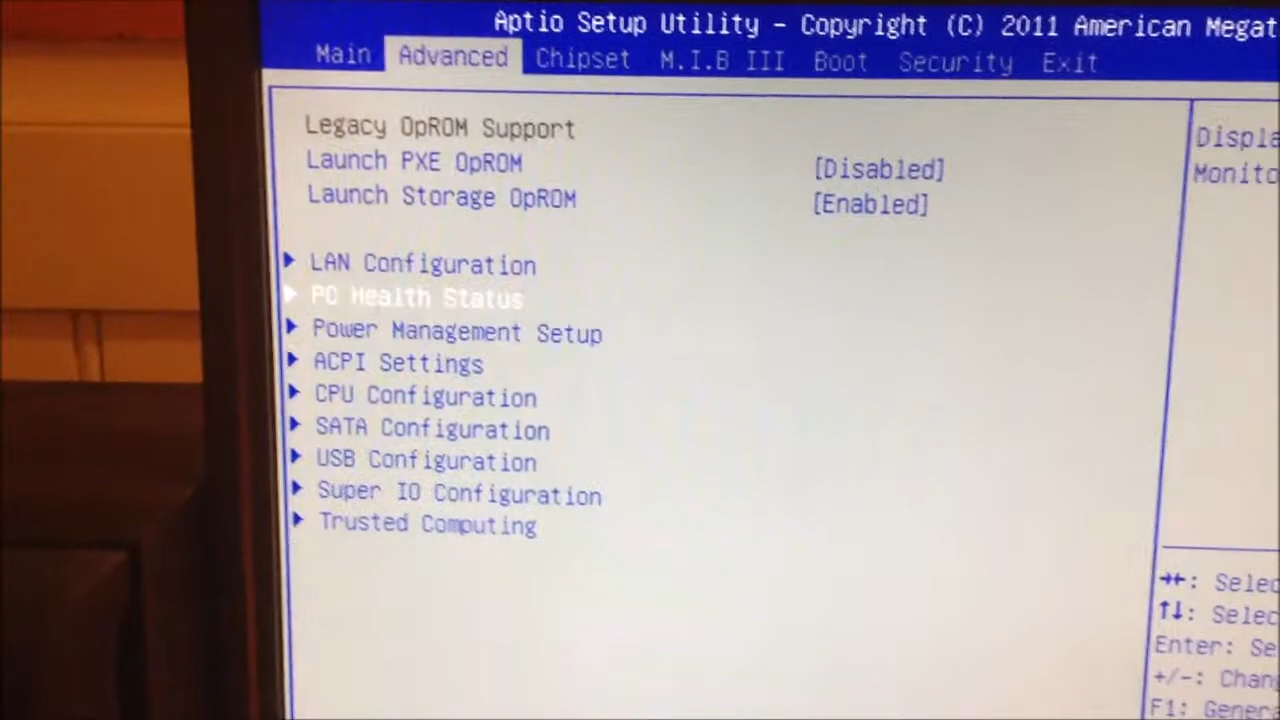 Aptio Setup Utility – Copyright (C) 2011 American
Main Advanced Chipset M.I.B III Boot Security Exit
Legacy OpROM Support
Launch PXE OpROM [Disabled]
Launch Storage OpROM [Enabled]
LAN Configuration
PC Health Status
Power Management Setup
ACPI Settings
CPU Configuration
SATA Configuration
USB Configuration
Super IO Configuration
Trusted Computing
Displa
Monito
→←: Selec
↑↓: Selec
Enter: Se
+/-: Chan
F1: Genera